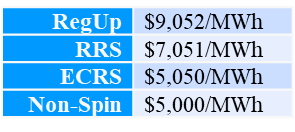 RegUp $9,052/MWh
RRS $7,051/MWh
ECRS $5,050/MWh
Non-Spin $5,000/MWh